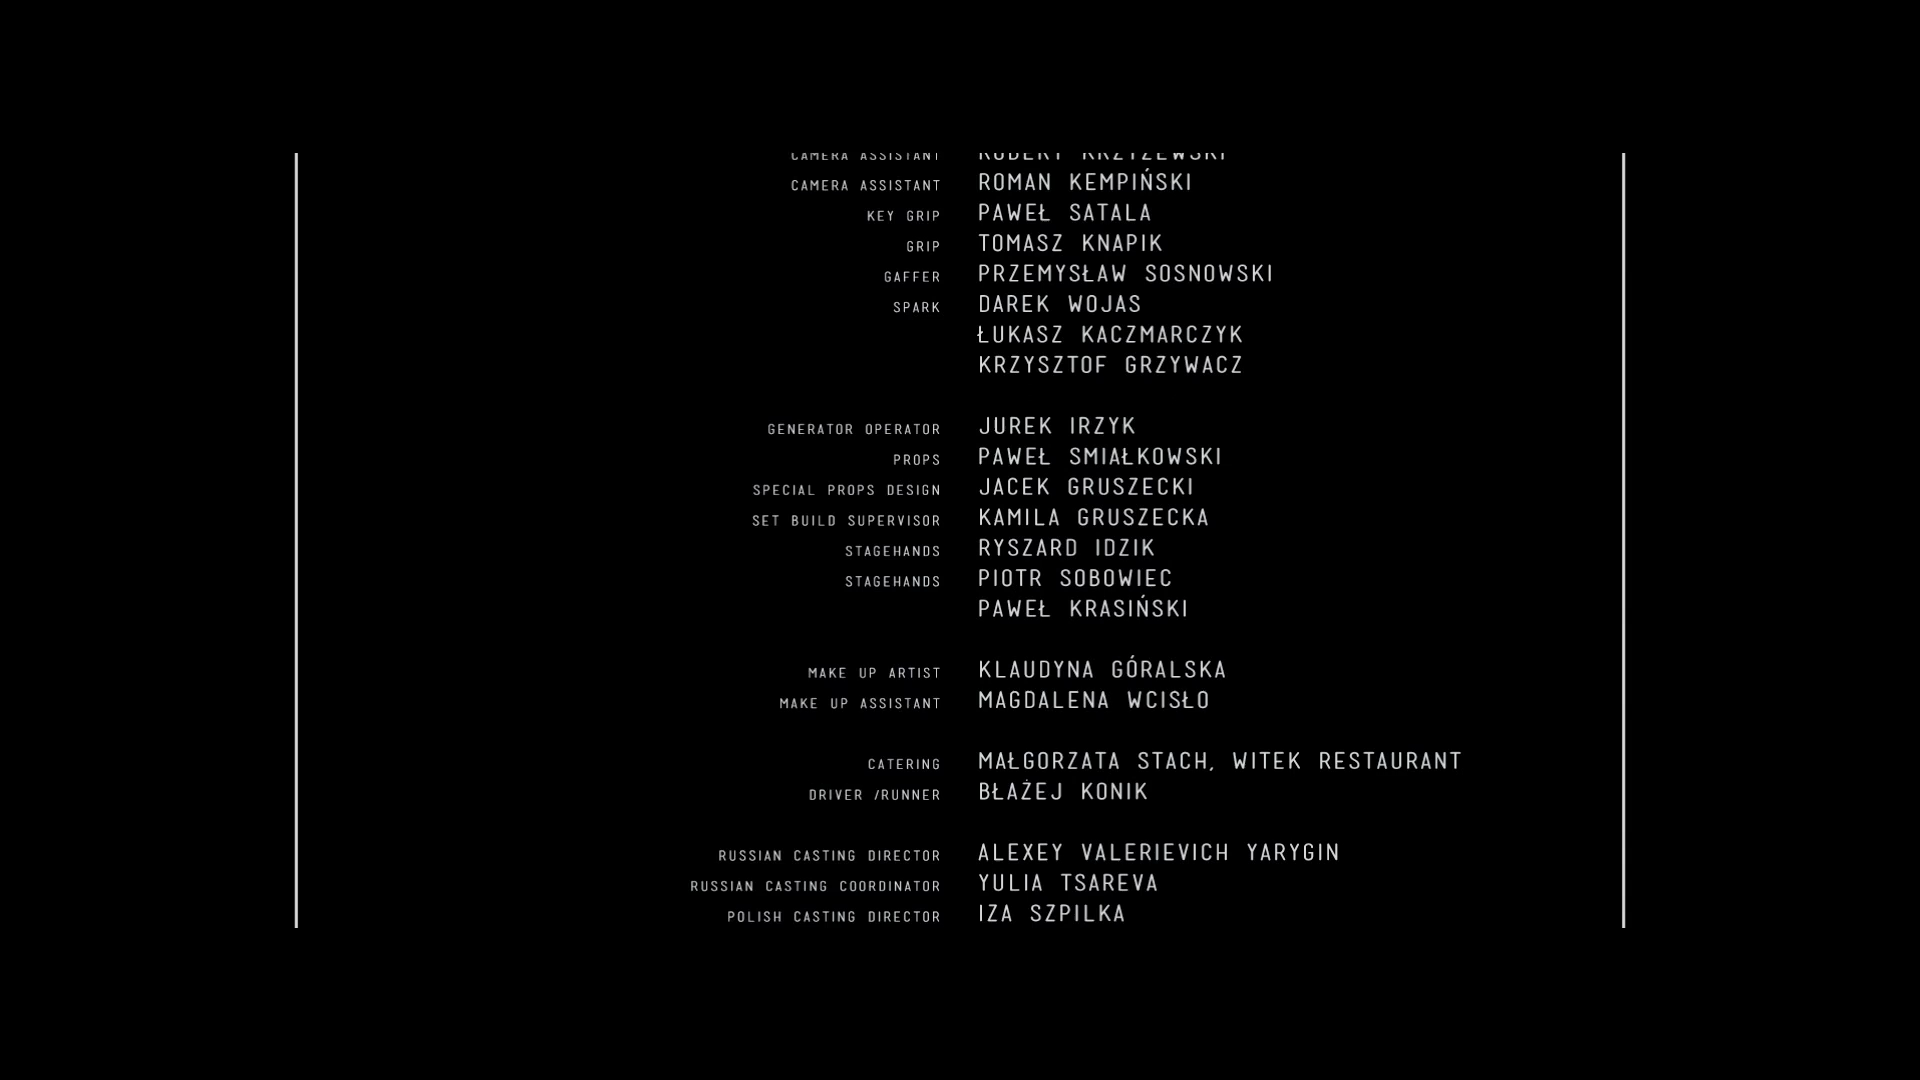 CAMERA ASSISTANT ROBERT KRZYŻEWSKI
CAMERA ASSISTANT ROMAN KEMPIŃSKI
KEY GRIP PAWEŁ SATALA
GRIP TOMASZ KNAPIK
GAFFER PRZEMYSŁAW SOSNOWSKI
SPARK DAREK WOJAS
ŁUKASZ KACZMARCZYK
KRZYSZTOF GRZYWACZ
GENERATOR OPERATOR JUREK IRZYK
PROPS PAWEŁ SMIAŁKOWSKI
SPECIAL PROPS DESIGN JACEK GRUSZECKI
SET BUILD SUPERVISOR KAMILA GRUSZECKA
STAGEHANDS RYSZARD IDZIK
STAGEHANDS PIOTR SOBOWIEC
PAWEŁ KRASIŃSKI
MAKE UP ARTIST KLAUDYNA GÓRALSKA
MAKE UP ASSISTANT MAGDALENA WCISŁO
CATERING MAŁGORZATA STACH, WITEK RESTAURANT
DRIVER /RUNNER BŁAŻEJ KONIK
RUSSIAN CASTING DIRECTOR ALEXEY VALERIEVICH YARYGIN
RUSSIAN CASTING COORDINATOR YULIA TSAREVA
POLISH CASTING DIRECTOR IZA SZPILKA